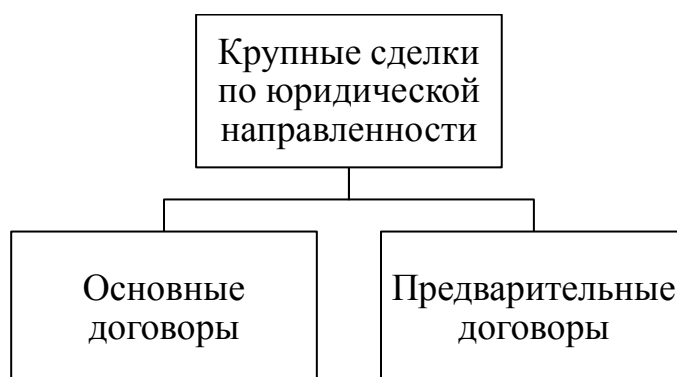 Крупные сделки
по юридической
направленности
Основные
договоры
Предварительные
договоры